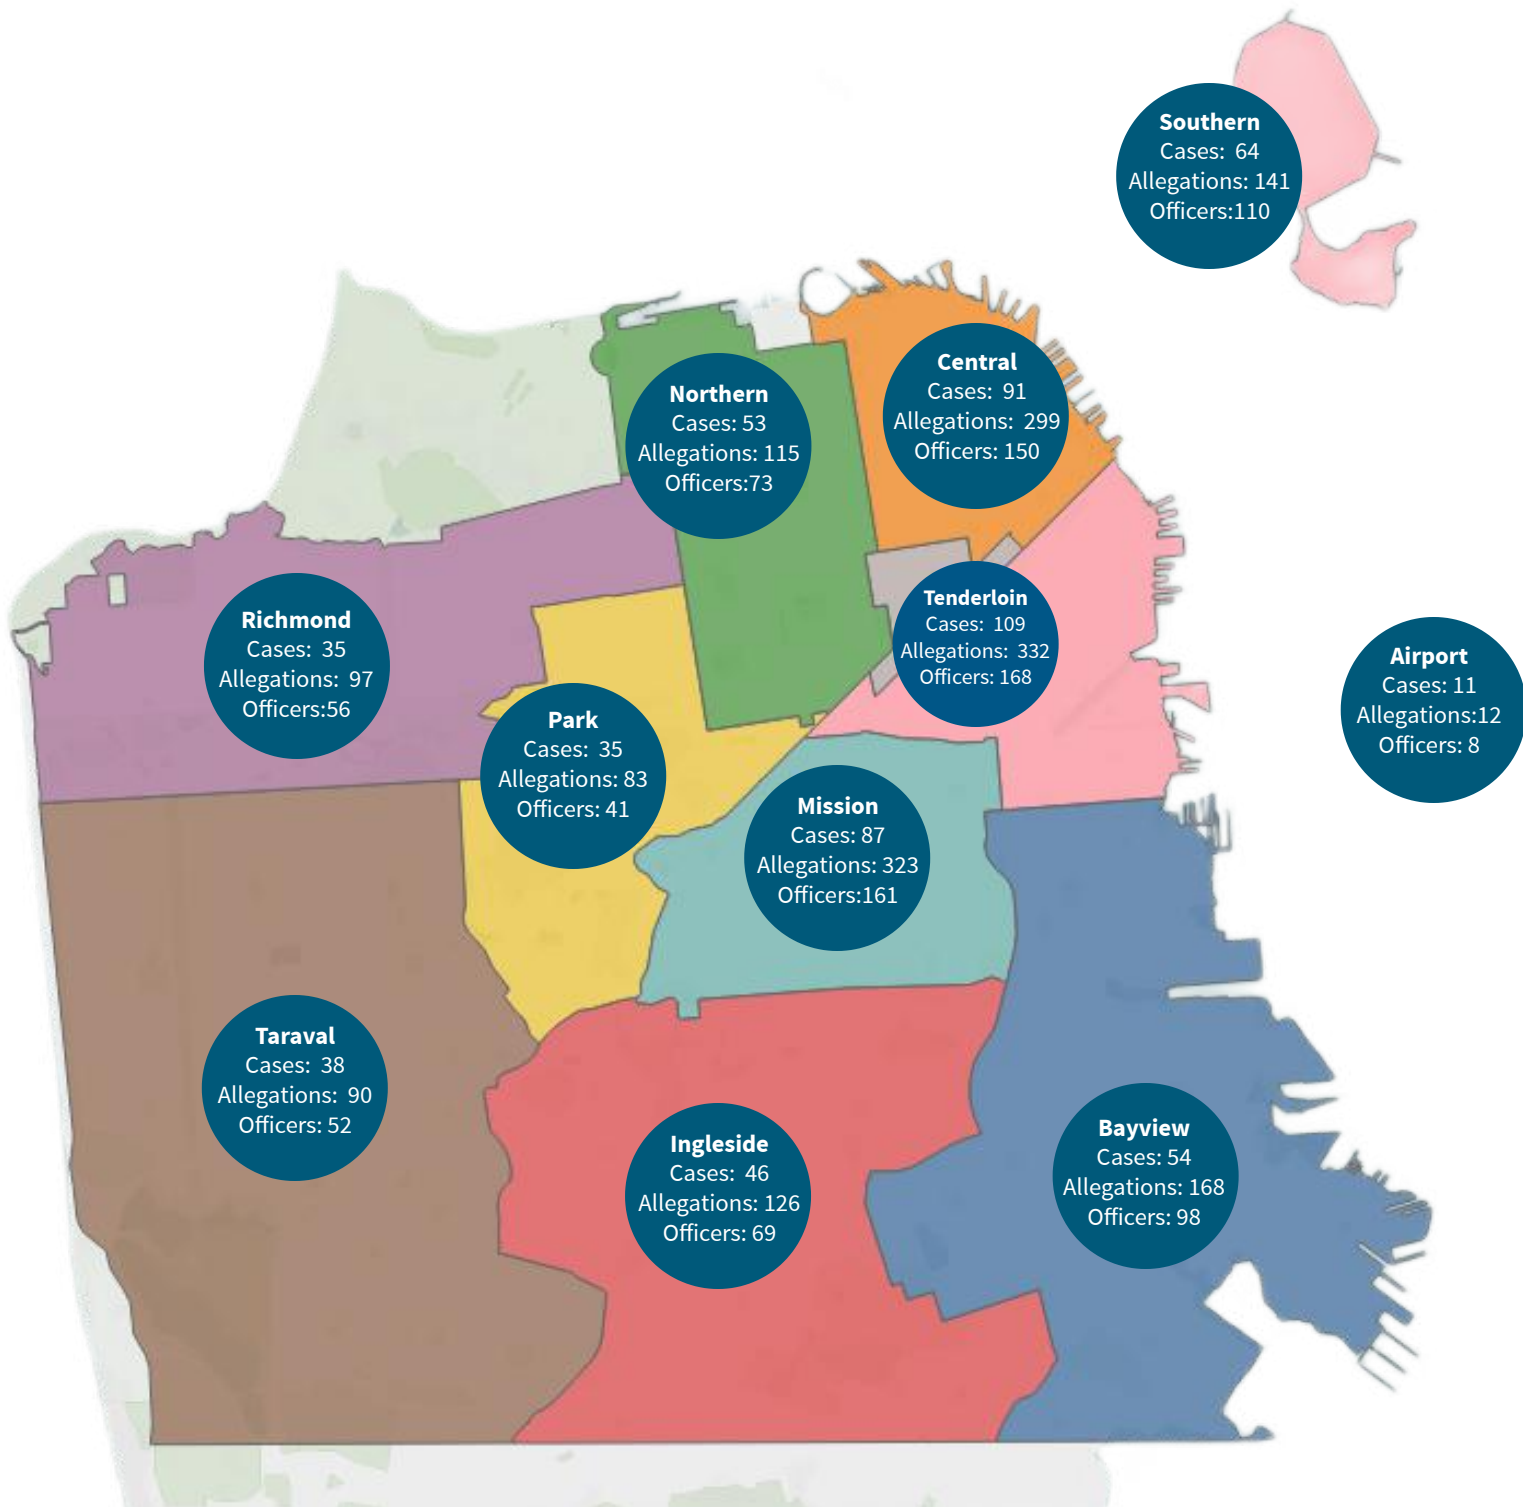 Southern
Cases: 64
Allegations: 141
Officers:110
Central
Cases: 91
Allegations: 299
Officers: 150
Northern
Cases: 53
Allegations: 115
Officers:73
Tenderloin
Cases: 109
Allegations: 332
Officers: 168
Richmond
Cases: 35
Allegations: 97
Officers:56
Airport
Cases: 11
Allegations:12
Officers: 8
Park
Cases: 35
Allegations: 83
Officers: 41
Mission
Cases: 87
Allegations: 323
Officers:161
Taraval
Cases: 38
Allegations: 90
Officers: 52
Ingleside
Cases: 46
Allegations: 126
Officers: 69
Bayview
Cases: 54
Allegations: 168
Officers: 98